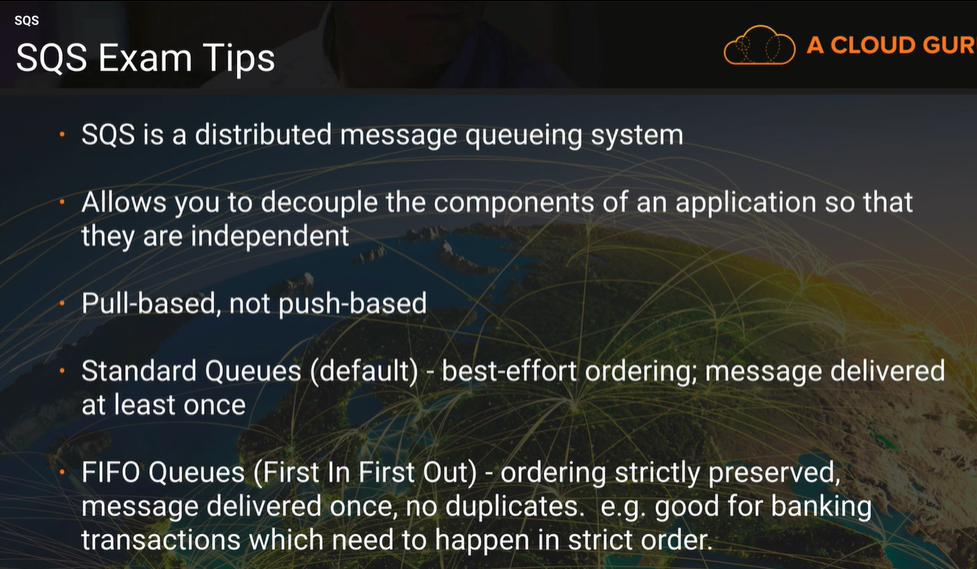 SQS
SQS Exam Tips
A CLOUD GUR
• SQS is a distributed message queueing system
• Allows you to decouple the components of an application so that
they are independent
• Pull-based, not push-based
• Standard Queues (default) - best-effort ordering; message delivered
at least once
• FIFO Queues (First In First Out) - ordering strictly preserved,
message delivered once, no duplicates.  e.g. good for banking
transactions which need to happen in strict order.